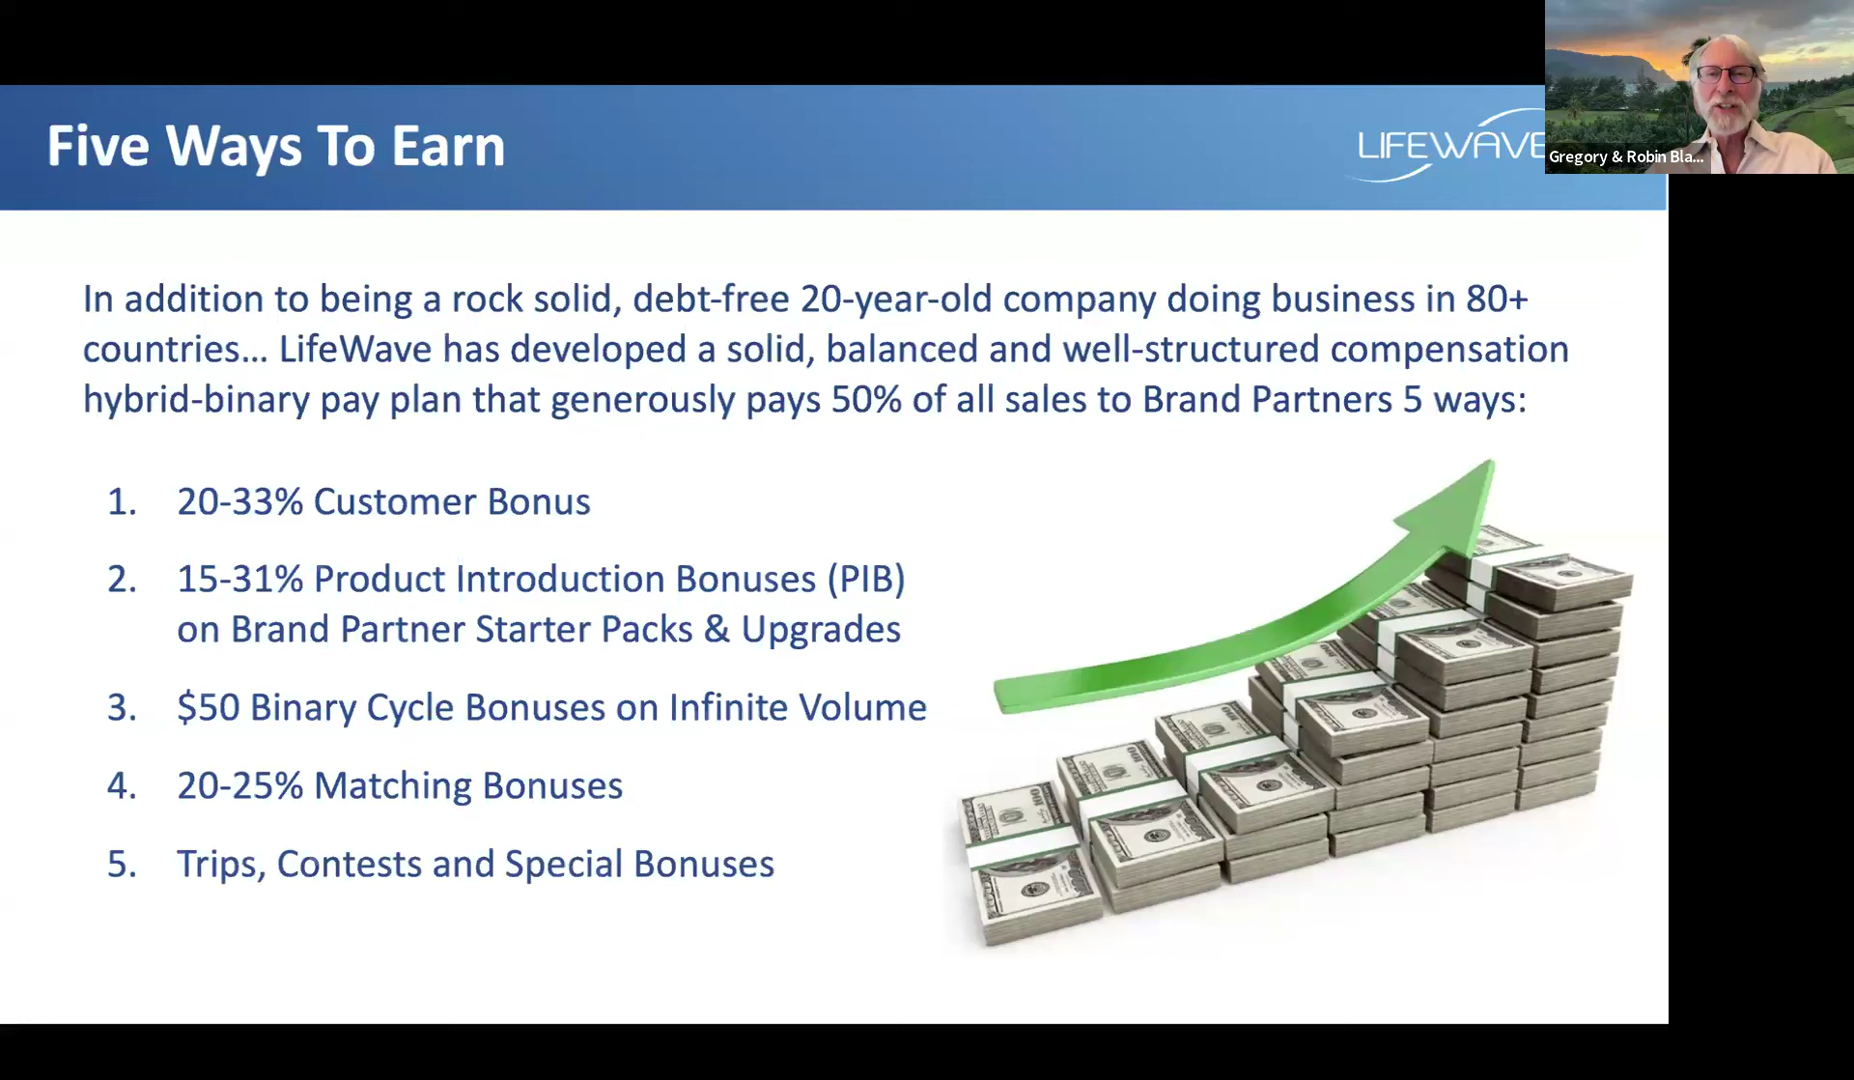 Five Ways To Earn
LIFEWAVE
Gregory & Robin Bla...
In addition to being a rock solid, debt-free 20-year-old company doing business in 80+
countries... LifeWave has developed a solid, balanced and well-structured compensation
hybrid-binary pay plan that generously pays 50% of all sales to Brand Partners 5 ways:
1. 20-33% Customer Bonus
2. 15-31% Product Introduction Bonuses (PIB)
on Brand Partner Starter Packs & Upgrades
3. $50 Binary Cycle Bonuses on Infinite Volume
4. 20-25% Matching Bonuses
5. Trips, Contests and Special Bonuses
100
100
100
100